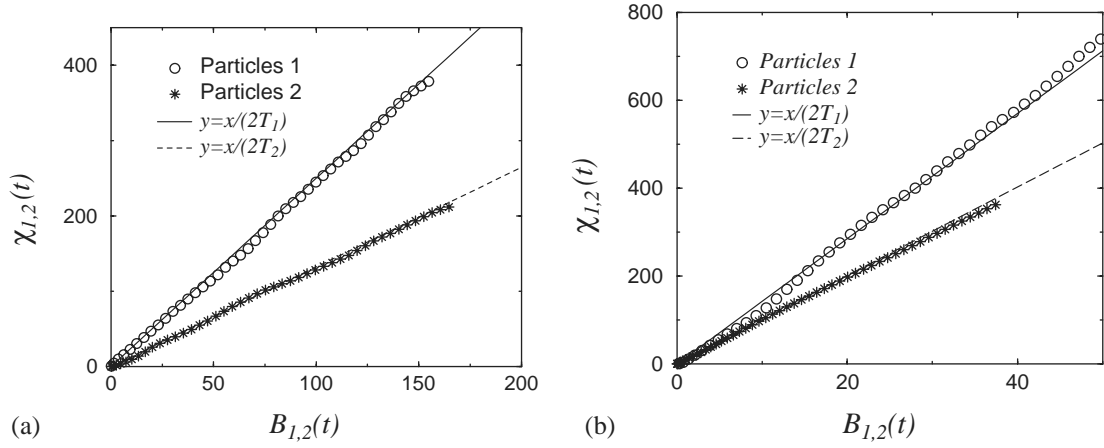 400
200
0
χ1,2(t)
Particles 1
Particles 2
y=x/(2T1)
y=x/(2T2)
0 50 100 150 200
(a) B1,2(t)
800
600
400
200
0
χ1,2(t)
Particles 1
Particles 2
y=x/(2T1)
y=x/(2T2)
0 20 40
(b) B1,2(t)